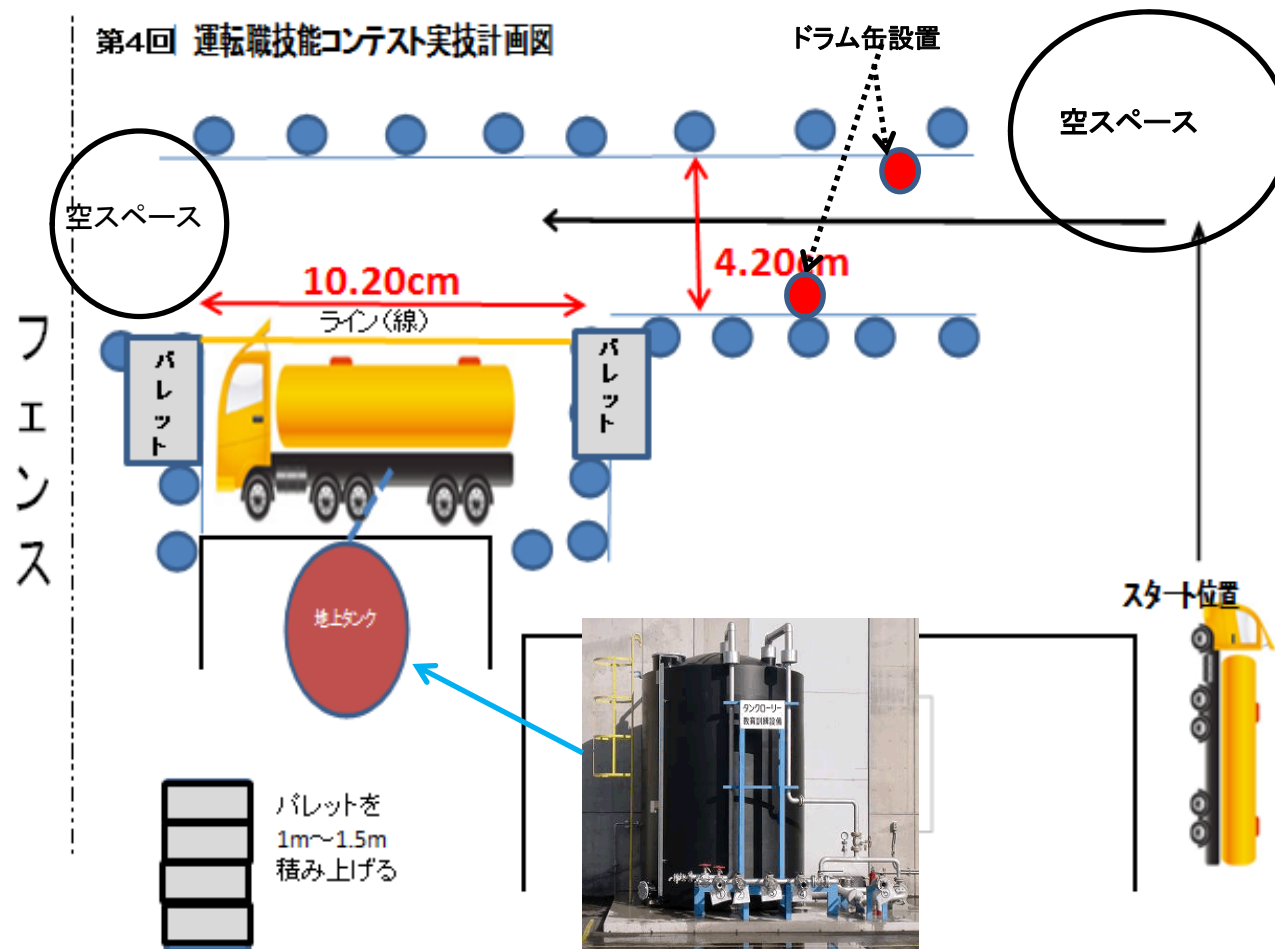 第4回 運転職技能コンテスト実技計画図
ドラム缶設置
空スペース
空スペース
4.20cm
10.20cm
ライン(線)
パレット
パレット
フェンス
スタート位置
地上タンク
タンクローリー
教育訓練設備
パレットを
1m～1.5m
積み上げる